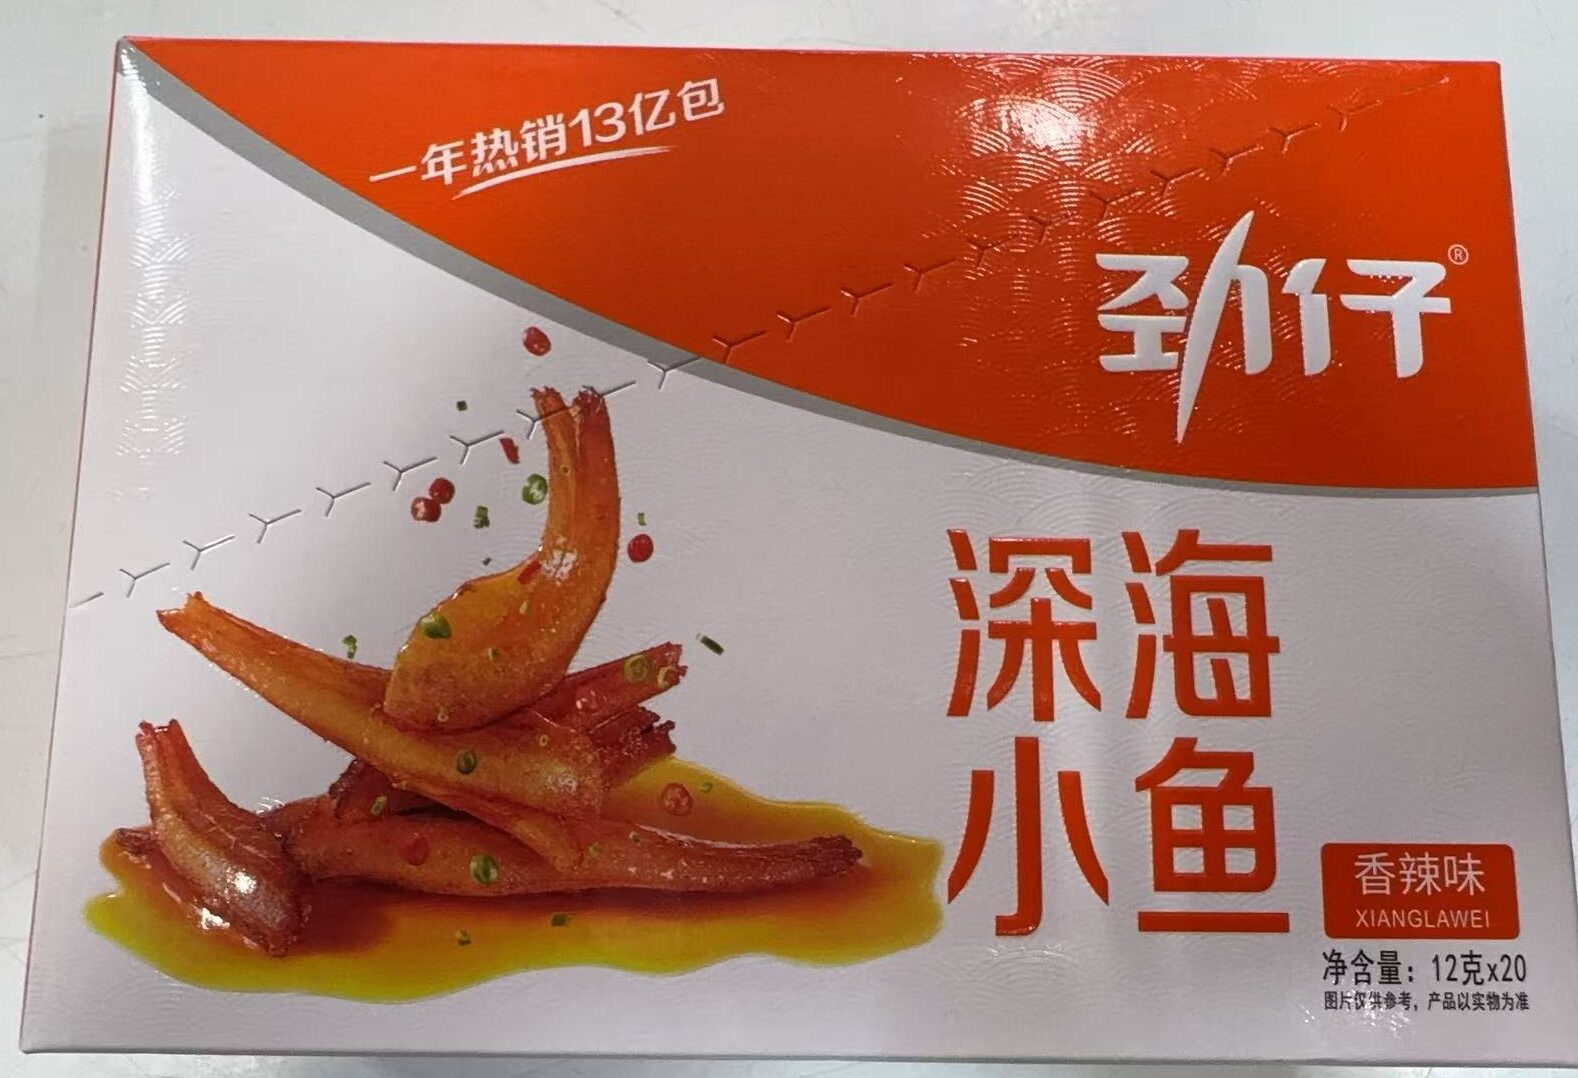 一年热销13亿包
劲仔®
深海
小鱼
香辣味
XIANGLAWEI
净含量：12克x20
图片仅供参考，产品以实物为准